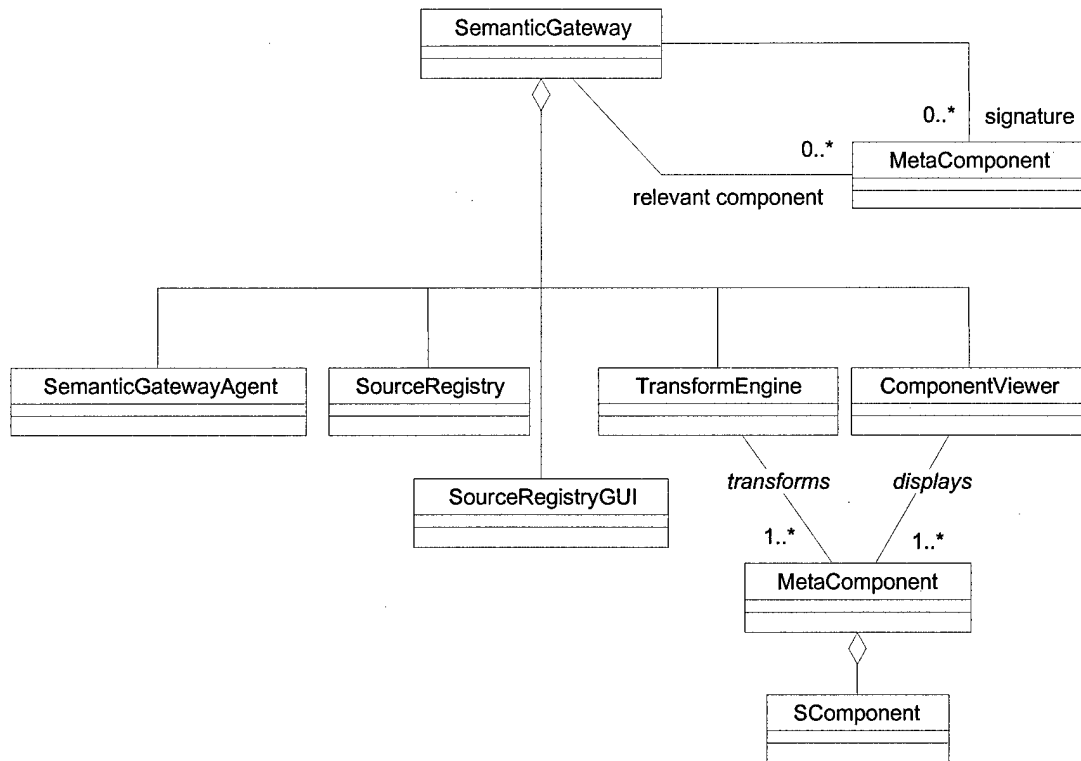 SemanticGateway
0..* signature
0..*
MetaComponent
relevant component
SemanticGatewayAgent
SourceRegistry
TransformEngine
ComponentViewer
transforms
displays
SourceRegistryGUI
1..*
1..*
MetaComponent
SComponent